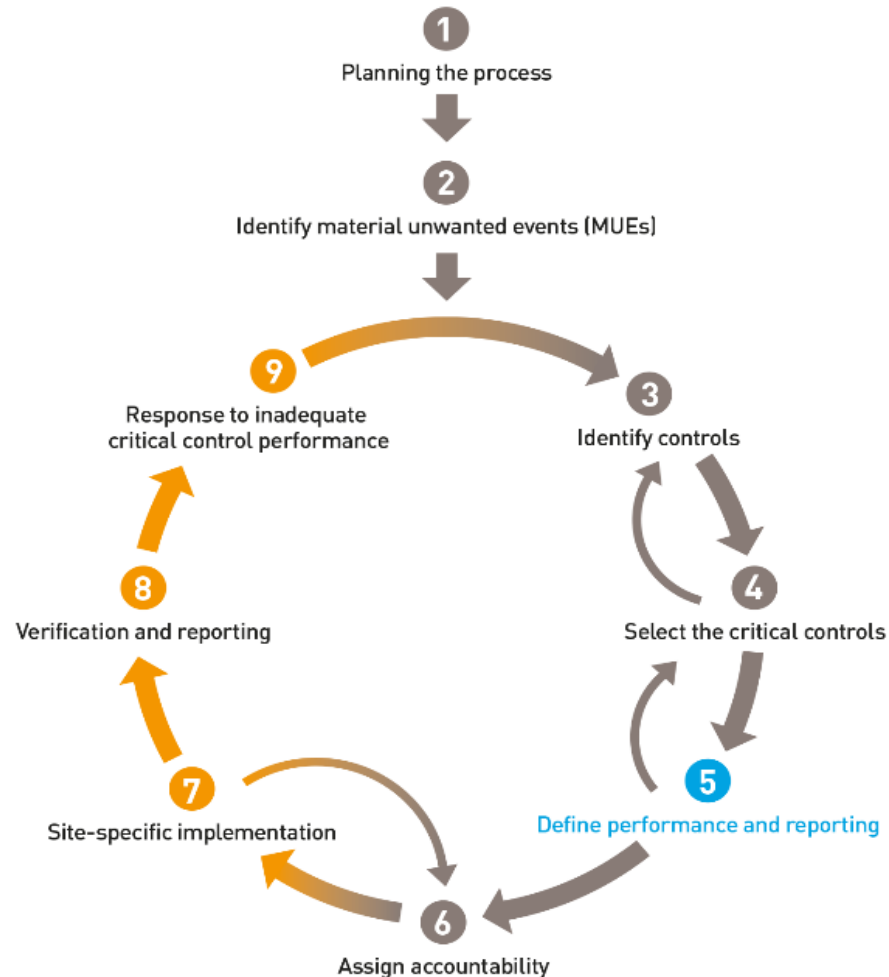 1
Planning the process
2
Identify material unwanted events (MUEs)
3
Identify controls
4
Select the critical controls
5
Define performance and reporting
6
Assign accountability
7
Site-specific implementation
8
Verification and reporting
9
Response to inadequate
critical control performance